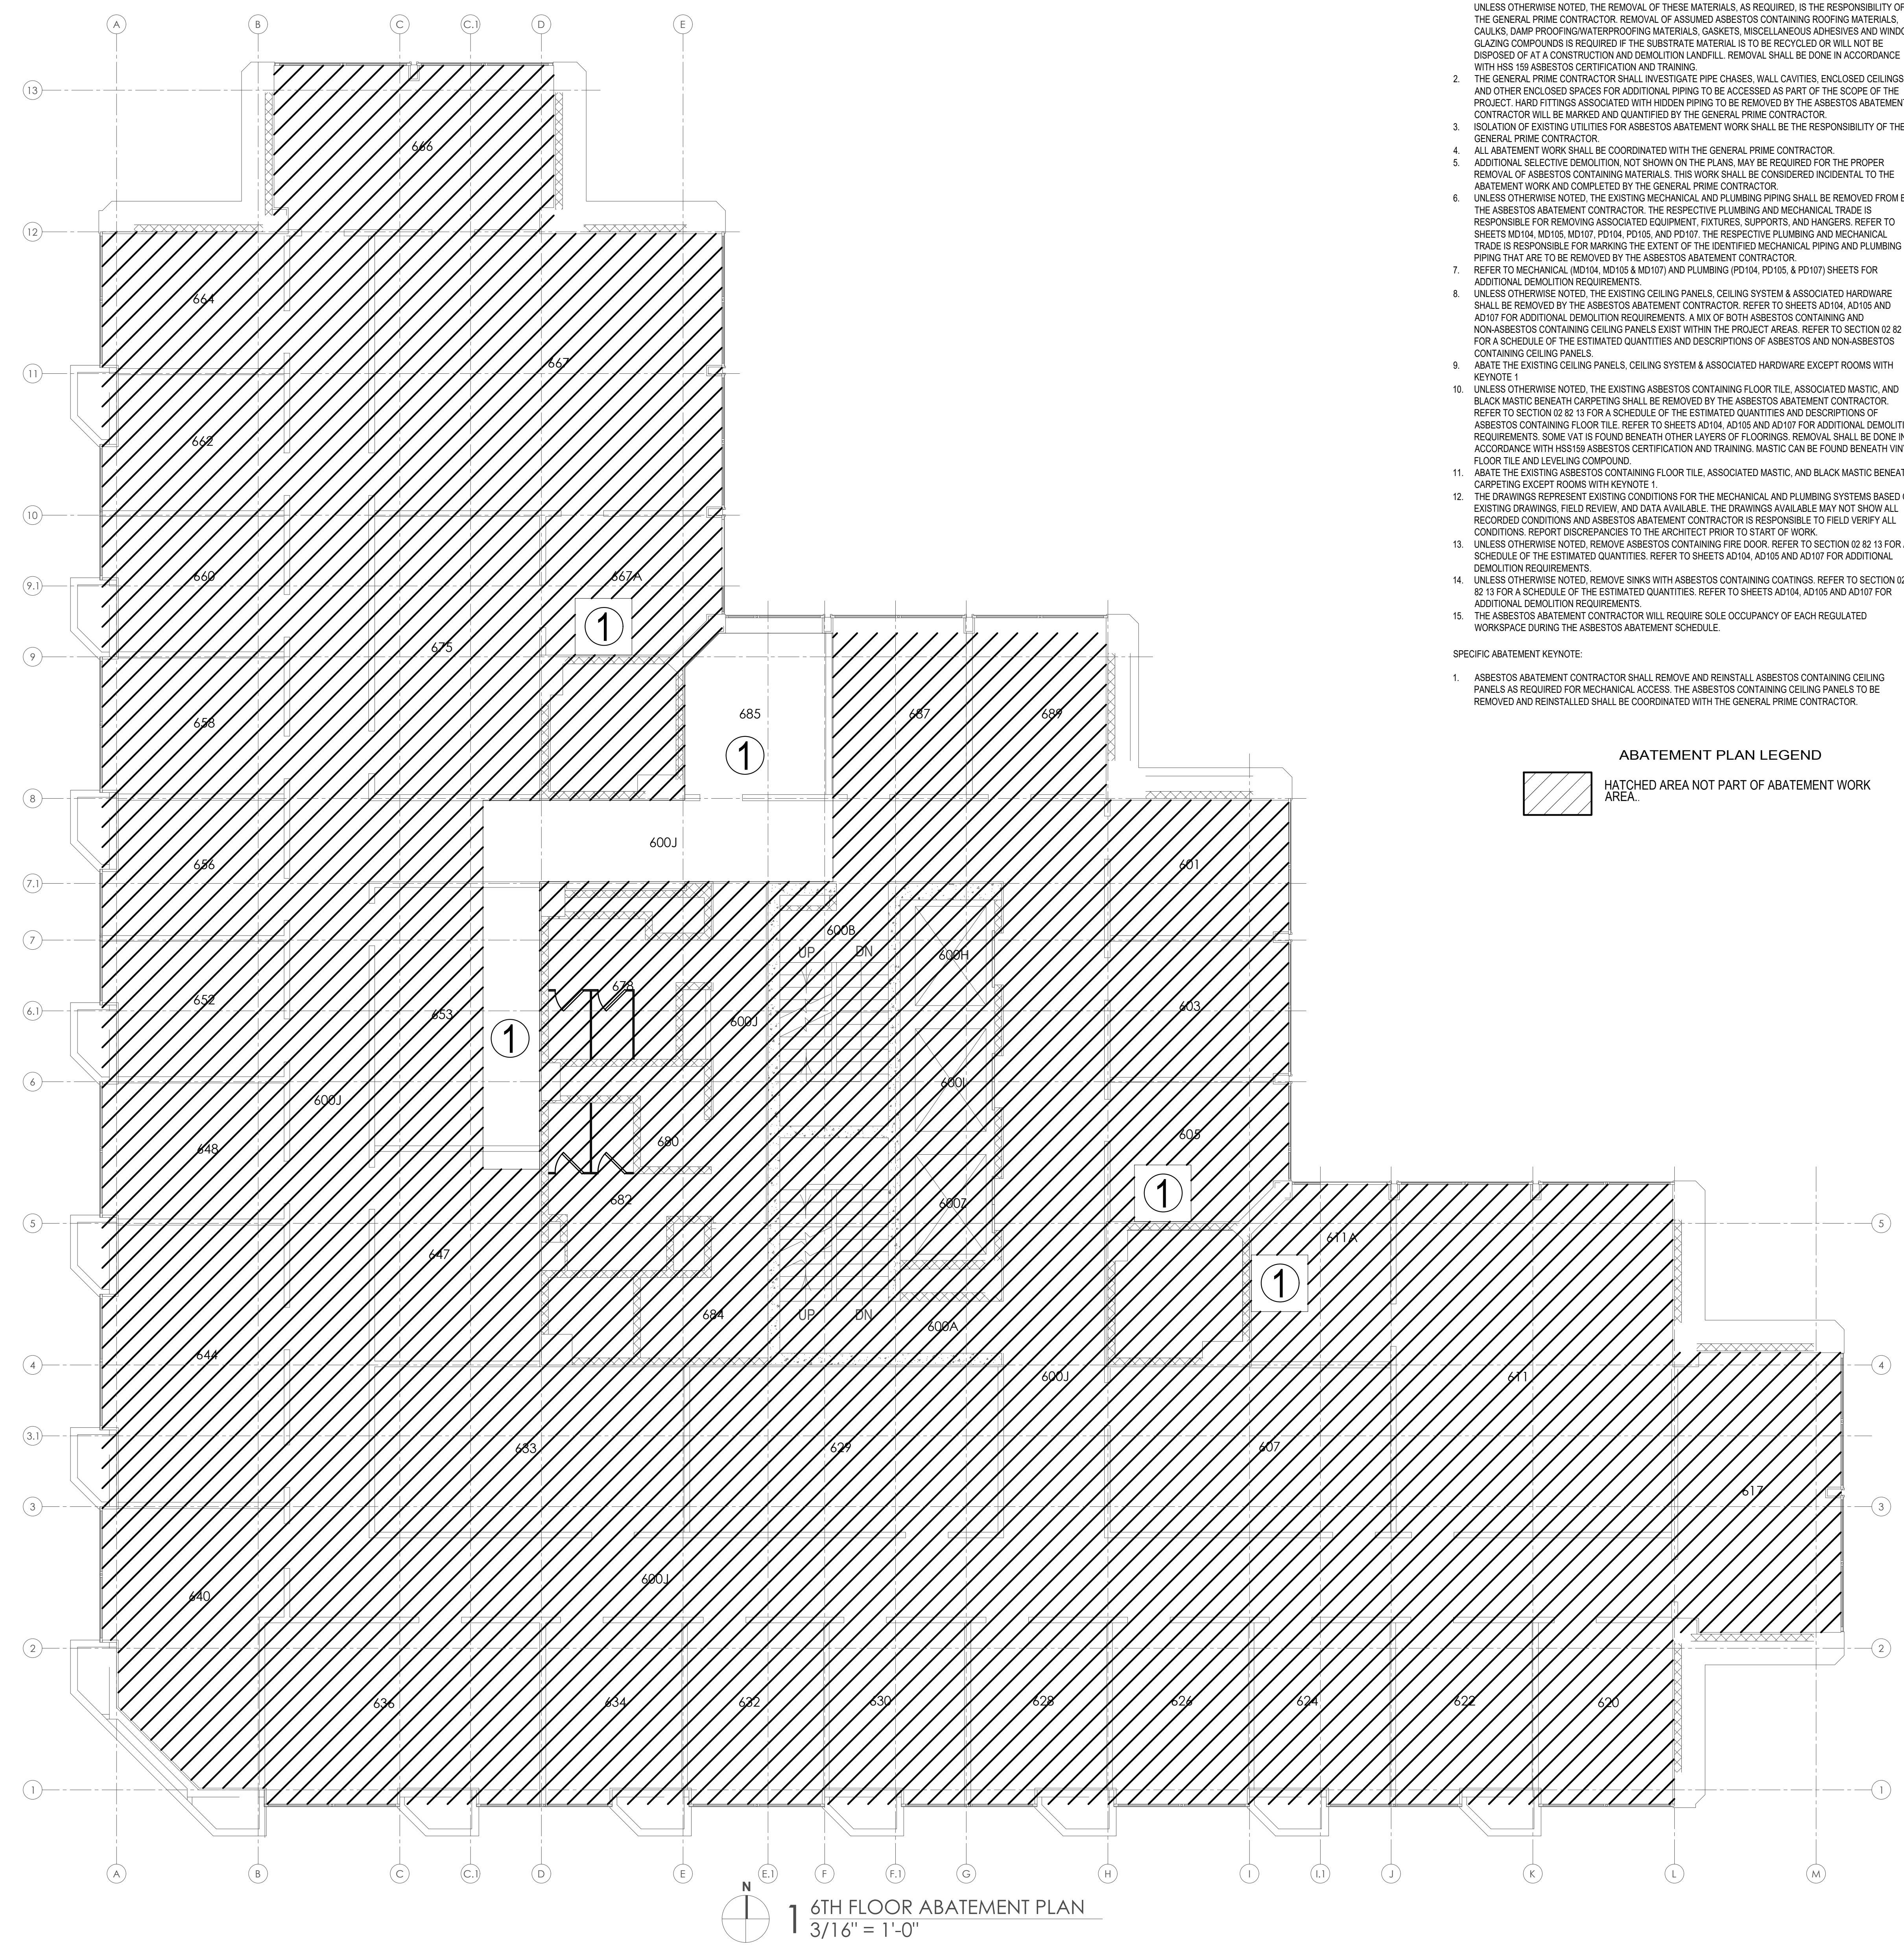 UNLESS OTHERWISE NOTED, THE REMOVAL OF THESE MATERIALS, AS REQUIRED, IS THE RESPONSIBILITY OF
THE GENERAL PRIME CONTRACTOR. REMOVAL OF ASSUMED ASBESTOS CONTAINING ROOFING MATERIALS,
CAULKS, DAMP PROOFING/WATERPROOFING MATERIALS, GASKETS, MISCELLANEOUS ADHESIVES AND
GLAZING COMPOUNDS IS REQUIRED IF THE SUBSTRATE MATERIAL IS TO BE RECYCLED OR WILL NOT BE
DISPOSED OF AT A CONSTRUCTION AND DEMOLITION LANDFILL. REMOVAL SHALL BE DONE IN ACCORDANCE
WITH HSS 159 ASBESTOS CERTIFICATION AND TRAINING.
2. THE GENERAL PRIME CONTRACTOR SHALL INVESTIGATE PIPE CHASES, WALL CAVITIES, ENCLOSED CEILINGS
AND OTHER ENCLOSED SPACES FOR ADDITIONAL PIPING TO BE ACCESSED AS PART OF THE SCOPE OF THE
PROJECT. HARD FITTINGS ASSOCIATED WITH HIDDEN PIPING TO BE REMOVED BY THE ASBESTOS
CONTRACTOR WILL BE MARKED AND QUANTIFIED BY THE GENERAL PRIME CONTRACTOR.
3. ISOLATION OF EXISTING UTILITIES FOR ASBESTOS ABATEMENT WORK SHALL BE THE RESPONSIBILITY OF THE
GENERAL PRIME CONTRACTOR.
4. ALL ABATEMENT WORK SHALL BE COORDINATED WITH THE GENERAL PRIME CONTRACTOR.
5. ADDITIONAL SELECTIVE DEMOLITION, NOT SHOWN ON THE PLANS, MAY BE REQUIRED FOR THE PROPER
REMOVAL OF ASBESTOS CONTAINING MATERIALS. THIS WORK SHALL BE CONSIDERED INCIDENTAL TO THE
ABATEMENT WORK AND COMPLETED BY THE GENERAL PRIME CONTRACTOR.
6. UNLESS OTHERWISE NOTED, THE EXISTING MECHANICAL AND PLUMBING PIPING SHALL BE REMOVED FROM
THE ASBESTOS ABATEMENT CONTRACTOR. THE RESPECTIVE PLUMBING AND MECHANICAL TRADE IS
RESPONSIBLE FOR REMOVING ASSOCIATED EQUIPMENT, FIXTURES, SUPPORTS, AND HANGERS. REFER TO
SHEETS MD104, MD105, MD107, PD104, PD105, AND PD107. THE RESPECTIVE PLUMBING AND MECHANICAL
TRADE IS RESPONSIBLE FOR MARKING THE EXTENT OF THE IDENTIFIED MECHANICAL PIPING AND PLUMBING
PIPING THAT ARE TO BE REMOVED BY THE ASBESTOS ABATEMENT CONTRACTOR.
7. REFER TO MECHANICAL (MD104, MD105 & MD107) AND PLUMBING (PD104, PD105, & PD107) SHEETS FOR
ADDITIONAL DEMOLITION REQUIREMENTS.
8. UNLESS OTHERWISE NOTED, THE EXISTING CEILING PANELS, CEILING SYSTEM & ASSOCIATED HARDWARE
SHALL BE REMOVED BY THE ASBESTOS ABATEMENT CONTRACTOR. REFER TO SHEETS AD104, AD105 AND
AD107 FOR ADDITIONAL DEMOLITION REQUIREMENTS. A MIX OF BOTH ASBESTOS CONTAINING AND
NON-ASBESTOS CONTAINING CEILING PANELS EXIST WITHIN THE PROJECT AREAS. REFER TO SECTION 02 82
FOR A SCHEDULE OF THE ESTIMATED QUANTITIES AND DESCRIPTIONS OF ASBESTOS AND NON-ASBESTOS
CONTAINING CEILING PANELS.
9. ABATE THE EXISTING CEILING PANELS, CEILING SYSTEM & ASSOCIATED HARDWARE EXCEPT ROOMS WITH
KEYNOTE 1
10. UNLESS OTHERWISE NOTED, THE EXISTING ASBESTOS CONTAINING FLOOR TILE, ASSOCIATED MASTIC, AND
BLACK MASTIC BENEATH CARPETING SHALL BE REMOVED BY THE ASBESTOS ABATEMENT CONTRACTOR.
REFER TO SECTION 02 82 13 FOR A SCHEDULE OF THE ESTIMATED QUANTITIES AND DESCRIPTIONS OF
ASBESTOS CONTAINING FLOOR TILE. REFER TO SHEETS AD104, AD105 AND AD107 FOR ADDITIONAL
REQUIREMENTS. SOME VAT IS FOUND BENEATH OTHER LAYERS OF FLOORINGS. REMOVAL SHALL BE DONE
ACCORDANCE WITH HSS159 ASBESTOS CERTIFICATION AND TRAINING. MASTIC CAN BE FOUND BENEATH
FLOOR TILE AND LEVELING COMPOUND.
11. ABATE THE EXISTING ASBESTOS CONTAINING FLOOR TILE, ASSOCIATED MASTIC, AND BLACK MASTIC
CARPETING EXCEPT ROOMS WITH KEYNOTE 1.
12. THE DRAWINGS REPRESENT EXISTING CONDITIONS FOR THE MECHANICAL AND PLUMBING SYSTEMS BASED
EXISTING DRAWINGS, FIELD REVIEW, AND DATA AVAILABLE. THE DRAWINGS AVAILABLE MAY NOT SHOW ALL
RECORDED CONDITIONS AND ASBESTOS ABATEMENT CONTRACTOR IS RESPONSIBLE TO FIELD VERIFY ALL
CONDITIONS. REPORT DISCREPANCIES TO THE ARCHITECT PRIOR TO START OF WORK.
13. UNLESS OTHERWISE NOTED, REMOVE ASBESTOS CONTAINING FIRE DOOR. REFER TO SECTION 02 82 13 FOR
SCHEDULE OF THE ESTIMATED QUANTITIES. REFER TO SHEETS AD104, AD105 AND AD107 FOR ADDITIONAL
DEMOLITION REQUIREMENTS.
14. UNLESS OTHERWISE NOTED, REMOVE SINKS WITH ASBESTOS CONTAINING COATINGS. REFER TO SECTION 02
82 13 FOR A SCHEDULE OF THE ESTIMATED QUANTITIES. REFER TO SHEETS AD104, AD105 AND AD107 FOR
ADDITIONAL DEMOLITION REQUIREMENTS.
15. THE ASBESTOS ABATEMENT CONTRACTOR WILL REQUIRE SOLE OCCUPANCY OF EACH REGULATED
WORKSPACE DURING THE ASBESTOS ABATEMENT SCHEDULE.
SPECIFIC ABATEMENT KEYNOTE:
1. ASBESTOS ABATEMENT CONTRACTOR SHALL REMOVE AND REINSTALL ASBESTOS CONTAINING CEILING
PANELS AS REQUIRED FOR MECHANICAL ACCESS. THE ASBESTOS CONTAINING CEILING PANELS TO BE
REMOVED AND REINSTALLED SHALL BE COORDINATED WITH THE GENERAL PRIME CONTRACTOR.
ABATEMENT PLAN LEGEND
HATCHED AREA NOT PART OF ABATEMENT WORK
AREA..
A B C C.1 D E
13
666
12
664
667
11
662
10
660 667A
9.1
1
675
9
658
685 687 689
1
8
600J
656 601
7.1
600B
7
UP DN 600H
678
652 603
6.1
653 600J
1
6
600I
600J
605
680
648
1
682 600Z
5 5
611A
647
1
684 UP DN
600A
644
4 4
600J 611
3.1
633 629 607
617
3 3
600J
640
2 2
636 634 632 630 628 626 624 622 620
1 1
A B C C.1 D E E.1 F F.1 G H I I.1 J K L M
N
1 6TH FLOOR ABATEMENT PLAN
3/16" = 1'-0"